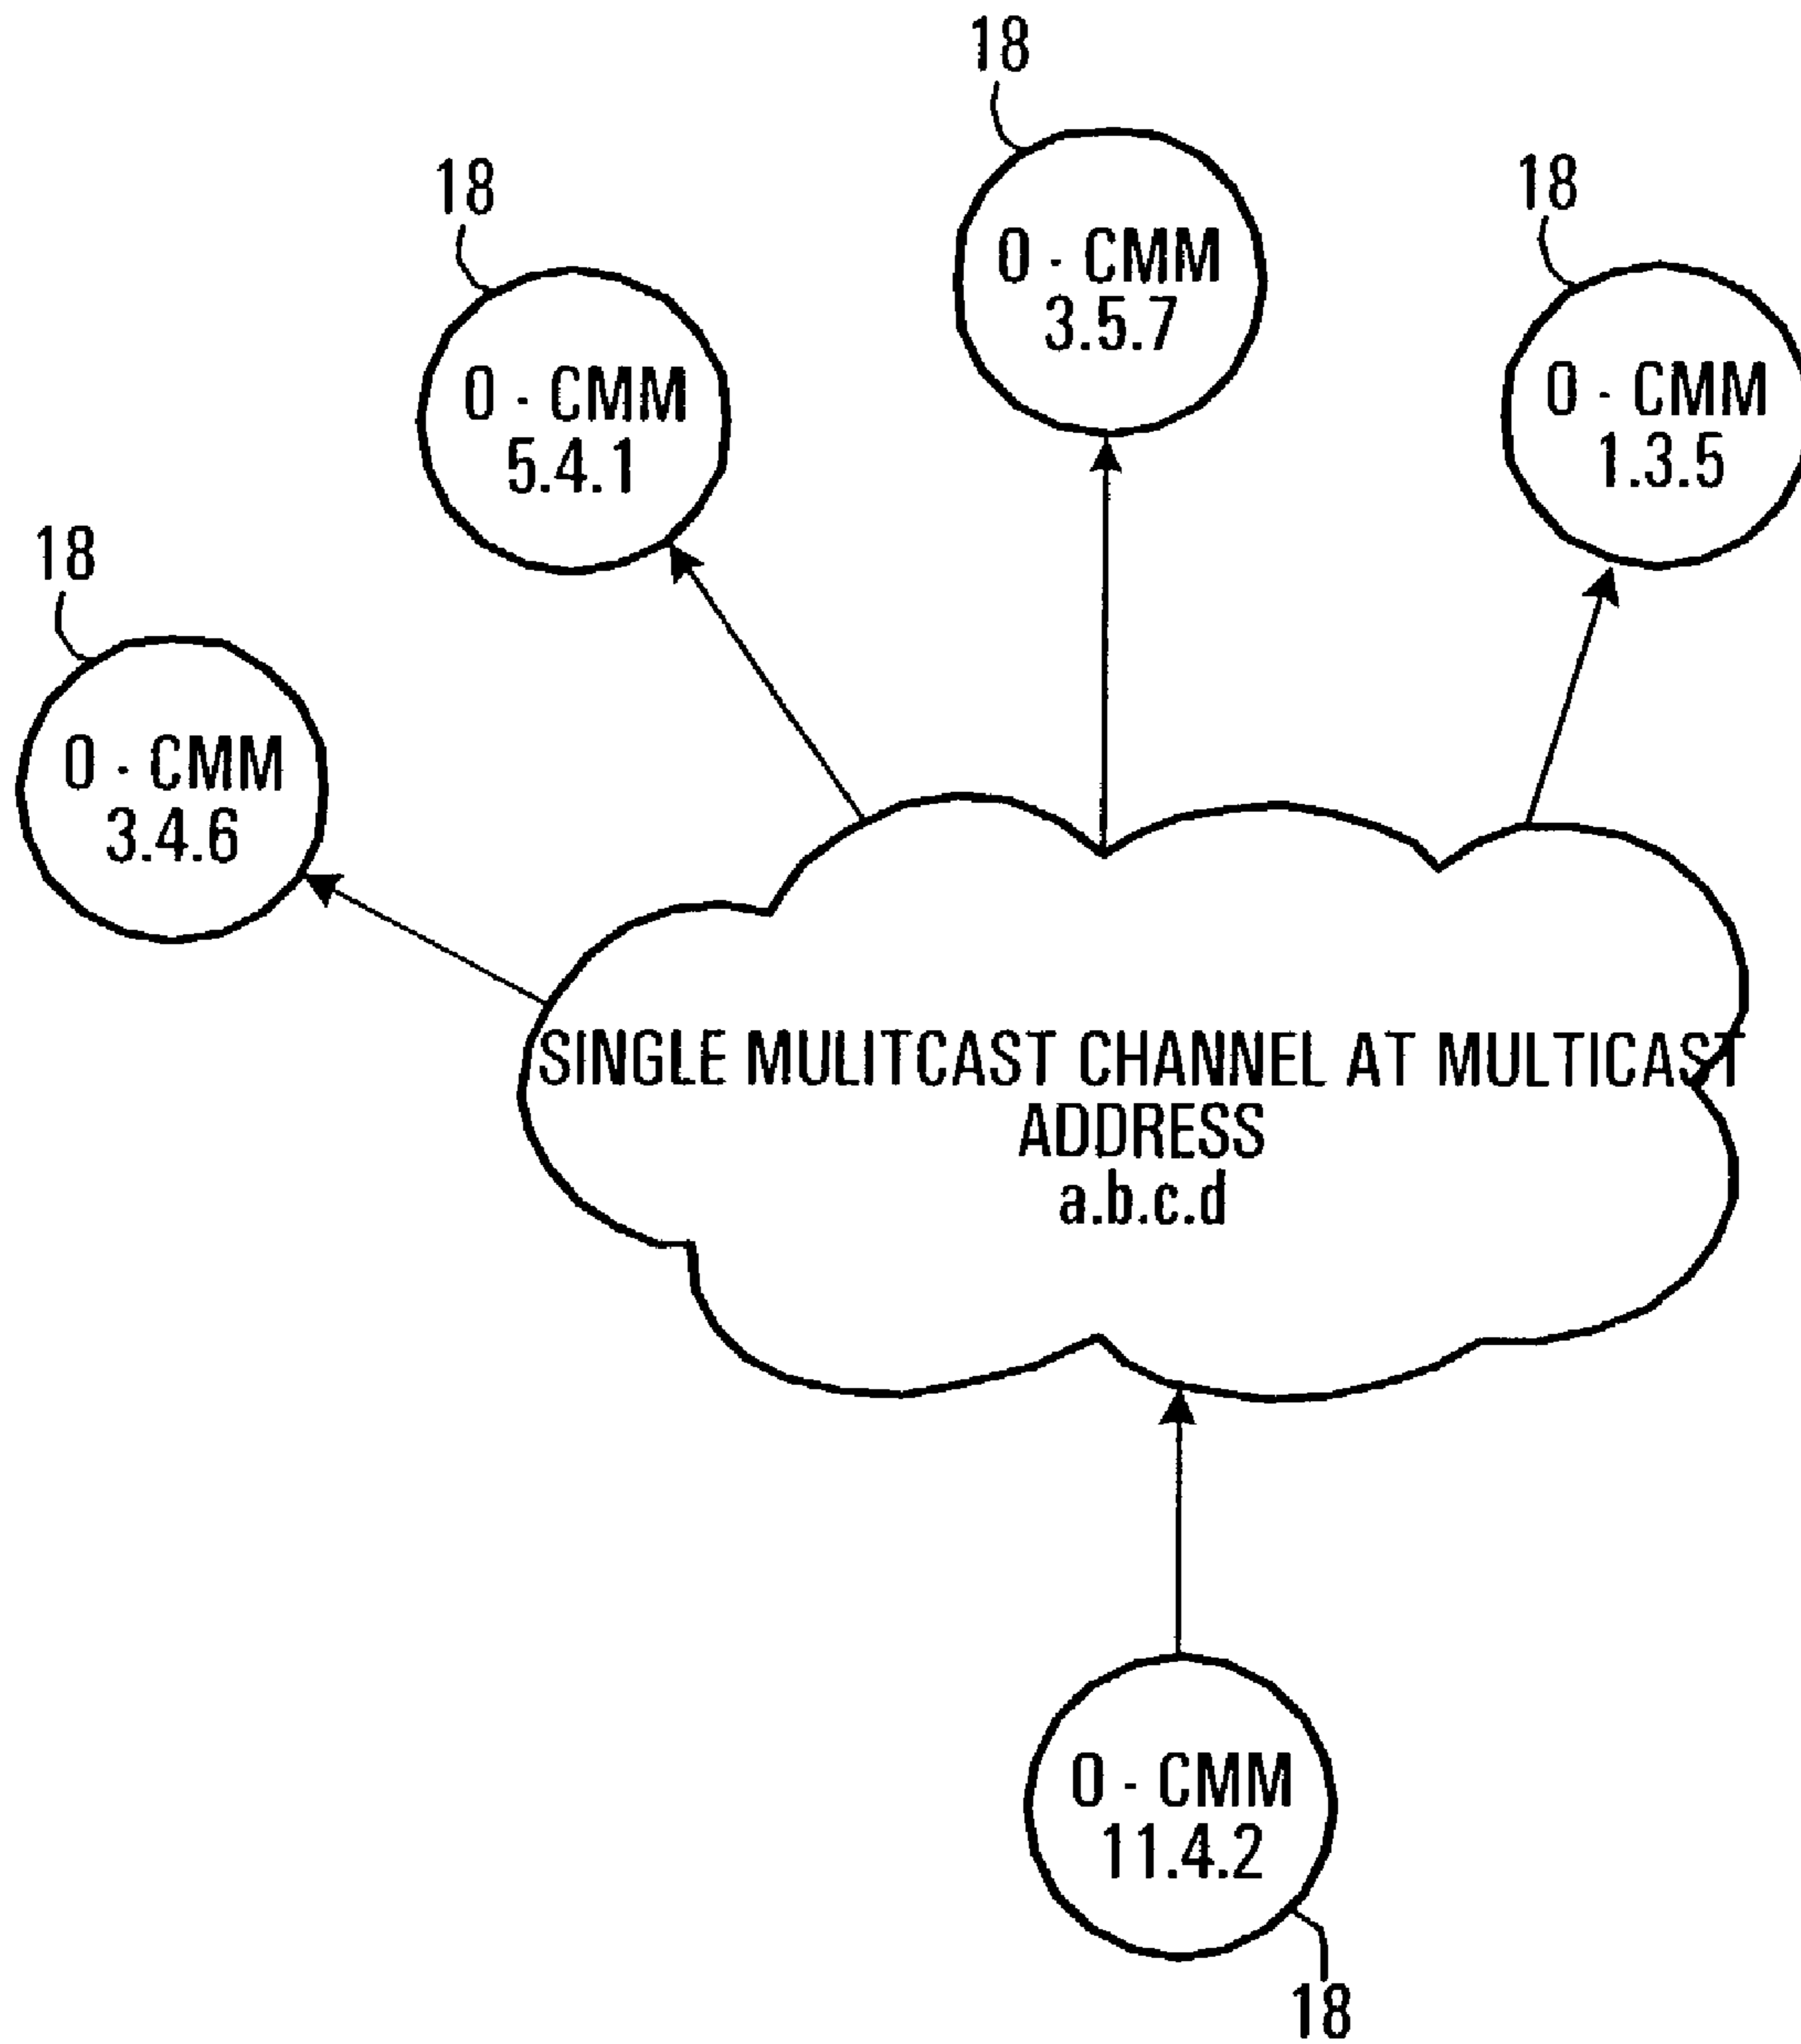 18
18
18
18
O - CMM
3.5.7
O - CMM
5.4.1
O - CMM
1.3.5
O - CMM
3.4.6
SINGLE MULITCAST CHANNEL AT MULTICAST
ADDRESS
a.b.c.d
O - CMM
11.4.2
18